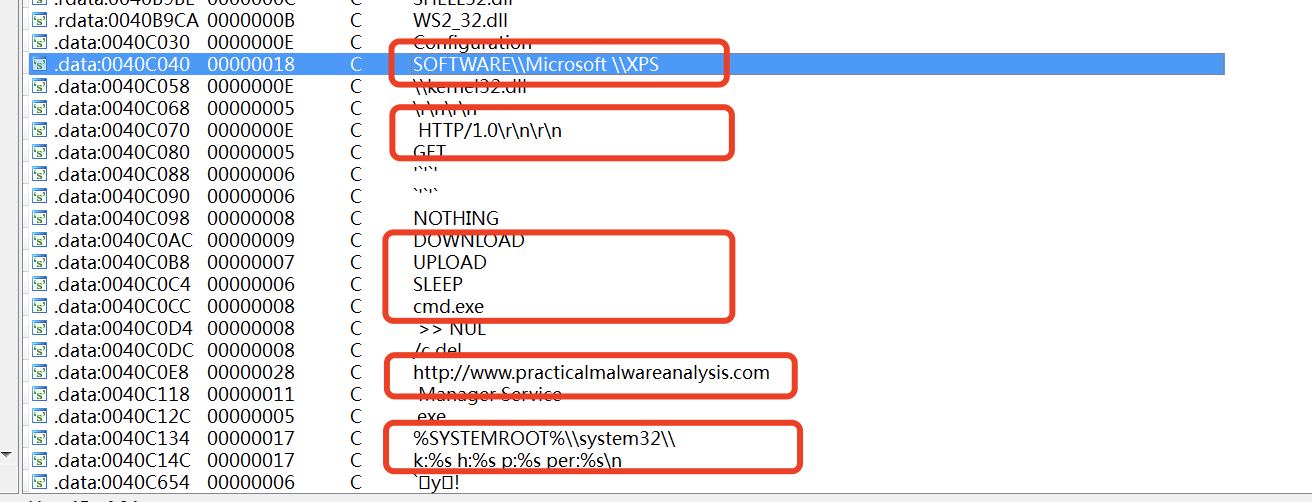 .rdata:0040B9BE 0000000C C SHELL32.dll
.rdata:0040B9CA 0000000B C WS2_32.dll
.data:0040C030 0000000E C Configuration
.data:0040C040 00000018 C SOFTWARE\\Microsoft \\XPS
.data:0040C058 0000000E C \\kernel32.dll
.data:0040C068 00000005 C \r\n\r\n
.data:0040C070 0000000E C HTTP/1.0\r\n\r\n
.data:0040C080 00000005 C GET
.data:0040C088 00000006 C '`'`'
.data:0040C090 00000006 C `'`'`
.data:0040C098 00000008 C NOTHING
.data:0040C0AC 00000009 C DOWNLOAD
.data:0040C0B8 00000007 C UPLOAD
.data:0040C0C4 00000006 C SLEEP
.data:0040C0CC 00000008 C cmd.exe
.data:0040C0D4 00000008 C >> NUL
.data:0040C0DC 00000008 C /c del
.data:0040C0E8 00000028 C http://www.practicalmalwareanalysis.com
.data:0040C118 00000011 C Manager Service
.data:0040C12C 00000005 C .exe
.data:0040C134 00000017 C %SYSTEMROOT%\\system32\\
.data:0040C14C 00000017 C k:%s h:%s p:%s per:%s\n
.data:0040C654 00000006 C `□y□!